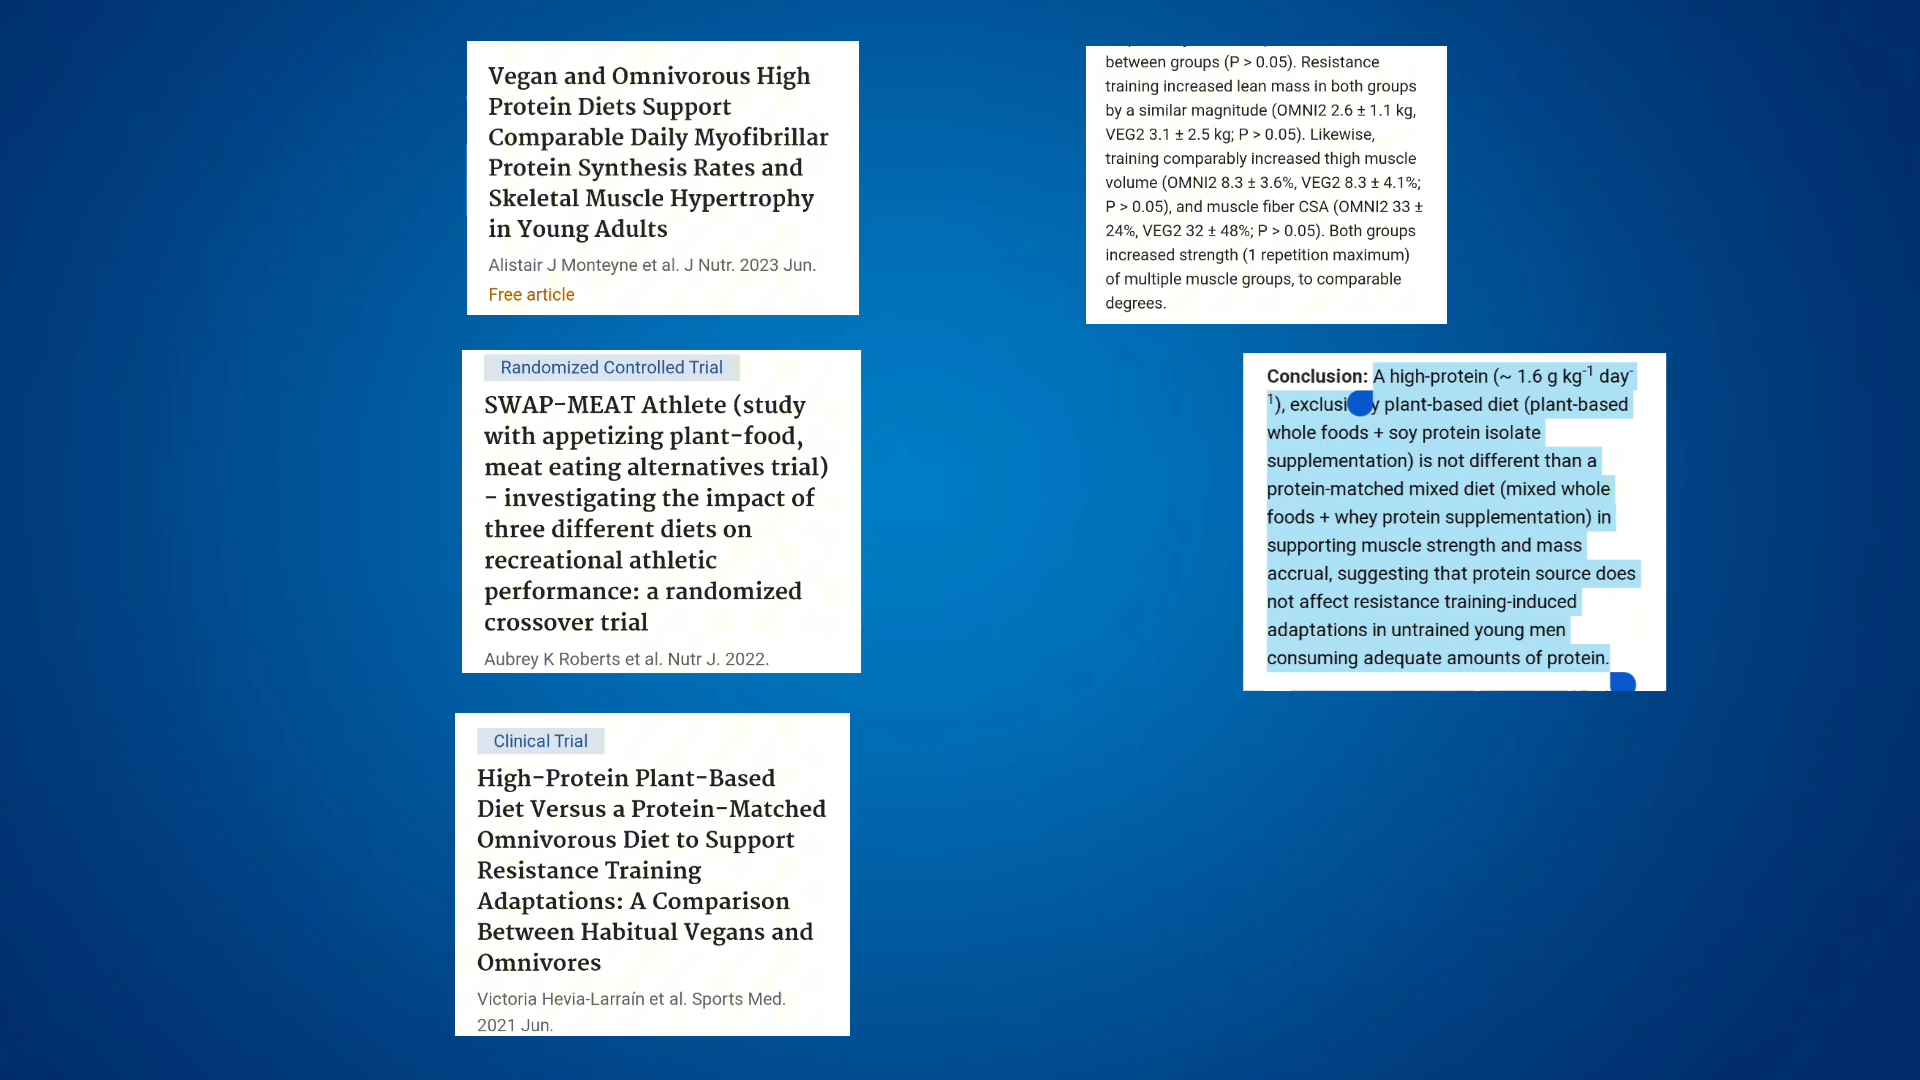 Vegan and Omnivorous High
Protein Diets Support
Comparable Daily Myofibrillar
Protein Synthesis Rates and
Skeletal Muscle Hypertrophy
in Young Adults
Alistair J Monteyne et al. J Nutr. 2023 Jun.
Free article
between groups (P > 0.05). Resistance
training increased lean mass in both groups
by a similar magnitude (OMNI2 2.6 ± 1.1 kg,
VEG2 3.1 ± 2.5 kg; P > 0.05). Likewise,
training comparably increased thigh muscle
volume (OMNI2 8.3 ± 3.6%, VEG2 8.3 ± 4.1%;
P > 0.05), and muscle fiber CSA (OMNI2 33 ±
24%, VEG2 32 ± 48%; P > 0.05). Both groups
increased strength (1 repetition maximum)
of multiple muscle groups, to comparable
degrees.
Randomized Controlled Trial
SWAP-MEAT Athlete (study
with appetizing plant-food,
meat eating alternatives trial)
- investigating the impact of
three different diets on
recreational athletic
performance: a randomized
crossover trial
Aubrey K Roberts et al. Nutr J. 2022.
Conclusion: A high-protein (~ 1.6 g kg-1 day-
1), plant-based diet (plant-based
whole foods + soy protein isolate
supplementation) is not different than a
protein-matched mixed diet (mixed whole
foods + whey protein supplementation) in
supporting muscle strength and mass
accrual, suggesting that protein source does
not affect resistance training-induced
adaptations in untrained young men
consuming adequate amounts of protein.
Clinical Trial
High-Protein Plant-Based
Diet Versus a Protein-Matched
Omnivorous Diet to Support
Resistance Training
Adaptations: A Comparison
Between Habitual Vegans and
Omnivores
Victoria Hevia-Larraín et al. Sports Med.
2021 Jun.